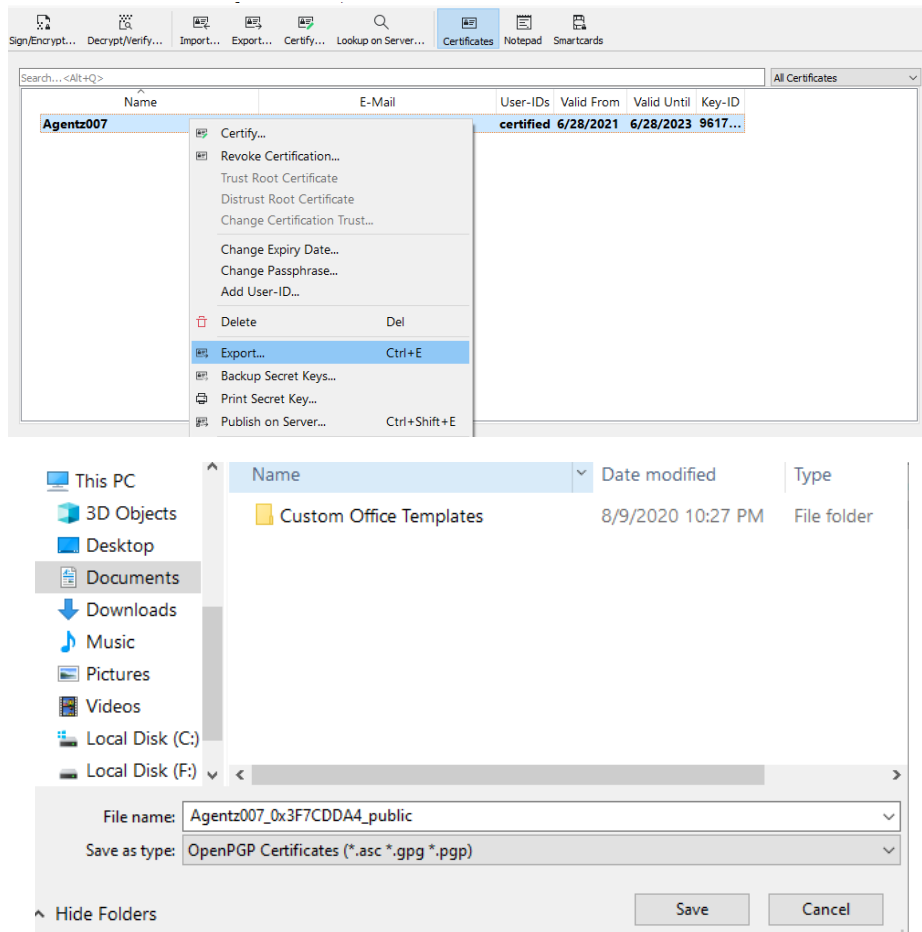 Sign/Encrypt... Decrypt/Verify... Import... Export... Certify... Lookup on Server... Certificates Notepad Smartcards
Search...<Alt+Q> All Certificates
Name E-Mail User-IDs Valid From Valid Until Key-ID
Agentz007 certified 6/28/2021 6/28/2023 9617...
Certify...
Revoke Certification...
Trust Root Certificate
Distrust Root Certificate
Change Certification Trust...
Change Expiry Date...
Change Passphrase...
Add User-ID...
Delete Del
Export... Ctrl+E
Backup Secret Keys...
Print Secret Key...
Publish on Server... Ctrl+Shift+E
This PC Name Date modified Type
3D Objects Custom Office Templates 8/9/2020 10:27 PM File folder
Desktop
Documents
Downloads
Music
Pictures
Videos
Local Disk (C:)
Local Disk (F:)
File name: Agentz007_0x3F7CDDA4_public
Save as type: OpenPGP Certificates (*.asc *.gpg *.pgp)
Hide Folders Save Cancel